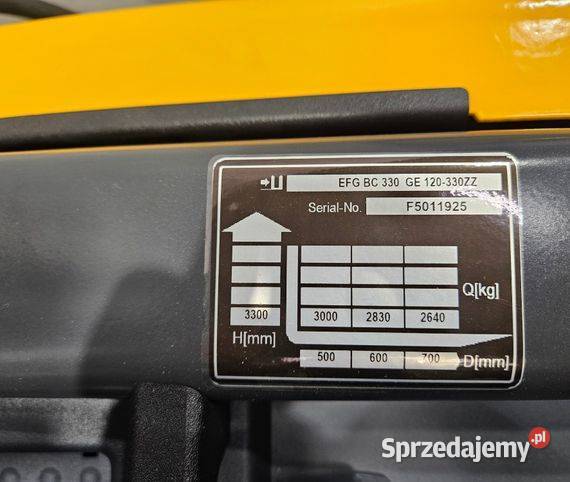 EFG BC 330 GE 120-330ZZ
Serial-No. F5011925
Q[kg]
3300 3000 2830 2640
H[mm]
500 600 700 D[mm]
Sprzedajemy.pl